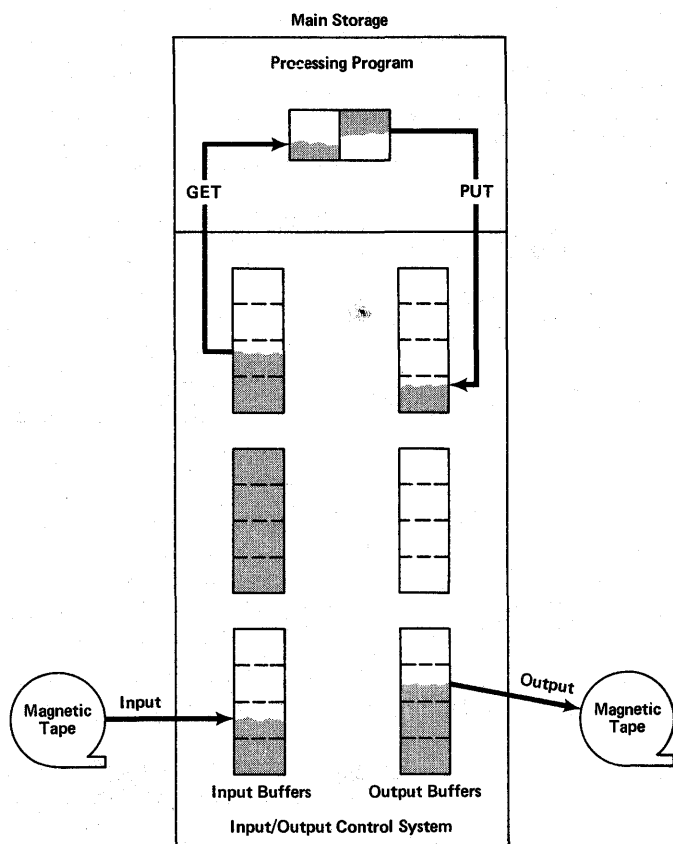 Main Storage
Processing Program
GET
PUT
Input
Output
Magnetic
Tape
Magnetic
Tape
Input Buffers
Output Buffers
Input/Output Control System